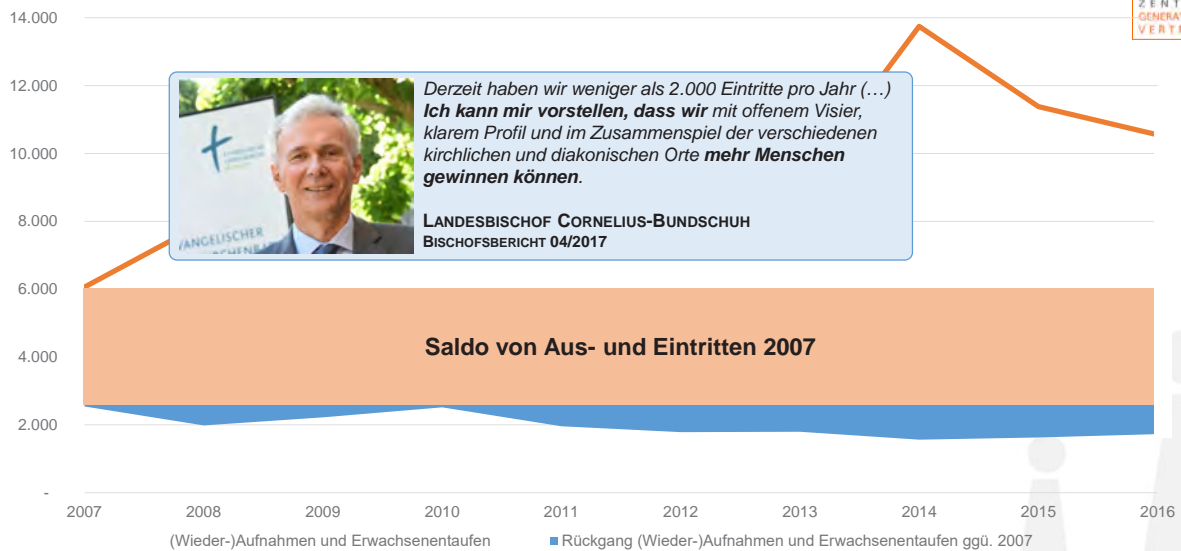 14.000
ZENT
GENERAT
VERTR
12.000
10.000
8.000
6.000
4.000
2.000
-
Derzeit haben wir weniger als 2.000 Eintritte pro Jahr (…)
Ich kann mir vorstellen, dass wir mit offenem Visier,
klarem Profil und im Zusammenspiel der verschiedenen
kirchlichen und diakonischen Orte mehr Menschen
gewinnen können.
LANDESBISCHOF CORNELIUS-BUNDSCHUH
BISCHOFSBERICHT 04/2017
VANGELISCHER
Saldo von Aus- und Eintritten 2007
2007 2008 2009 2010 2011 2012 2013 2014 2015 2016
(Wieder-)Aufnahmen und Erwachsenentaufen Rückgang (Wieder-)Aufnahmen und Erwachsenentaufen ggü. 2007